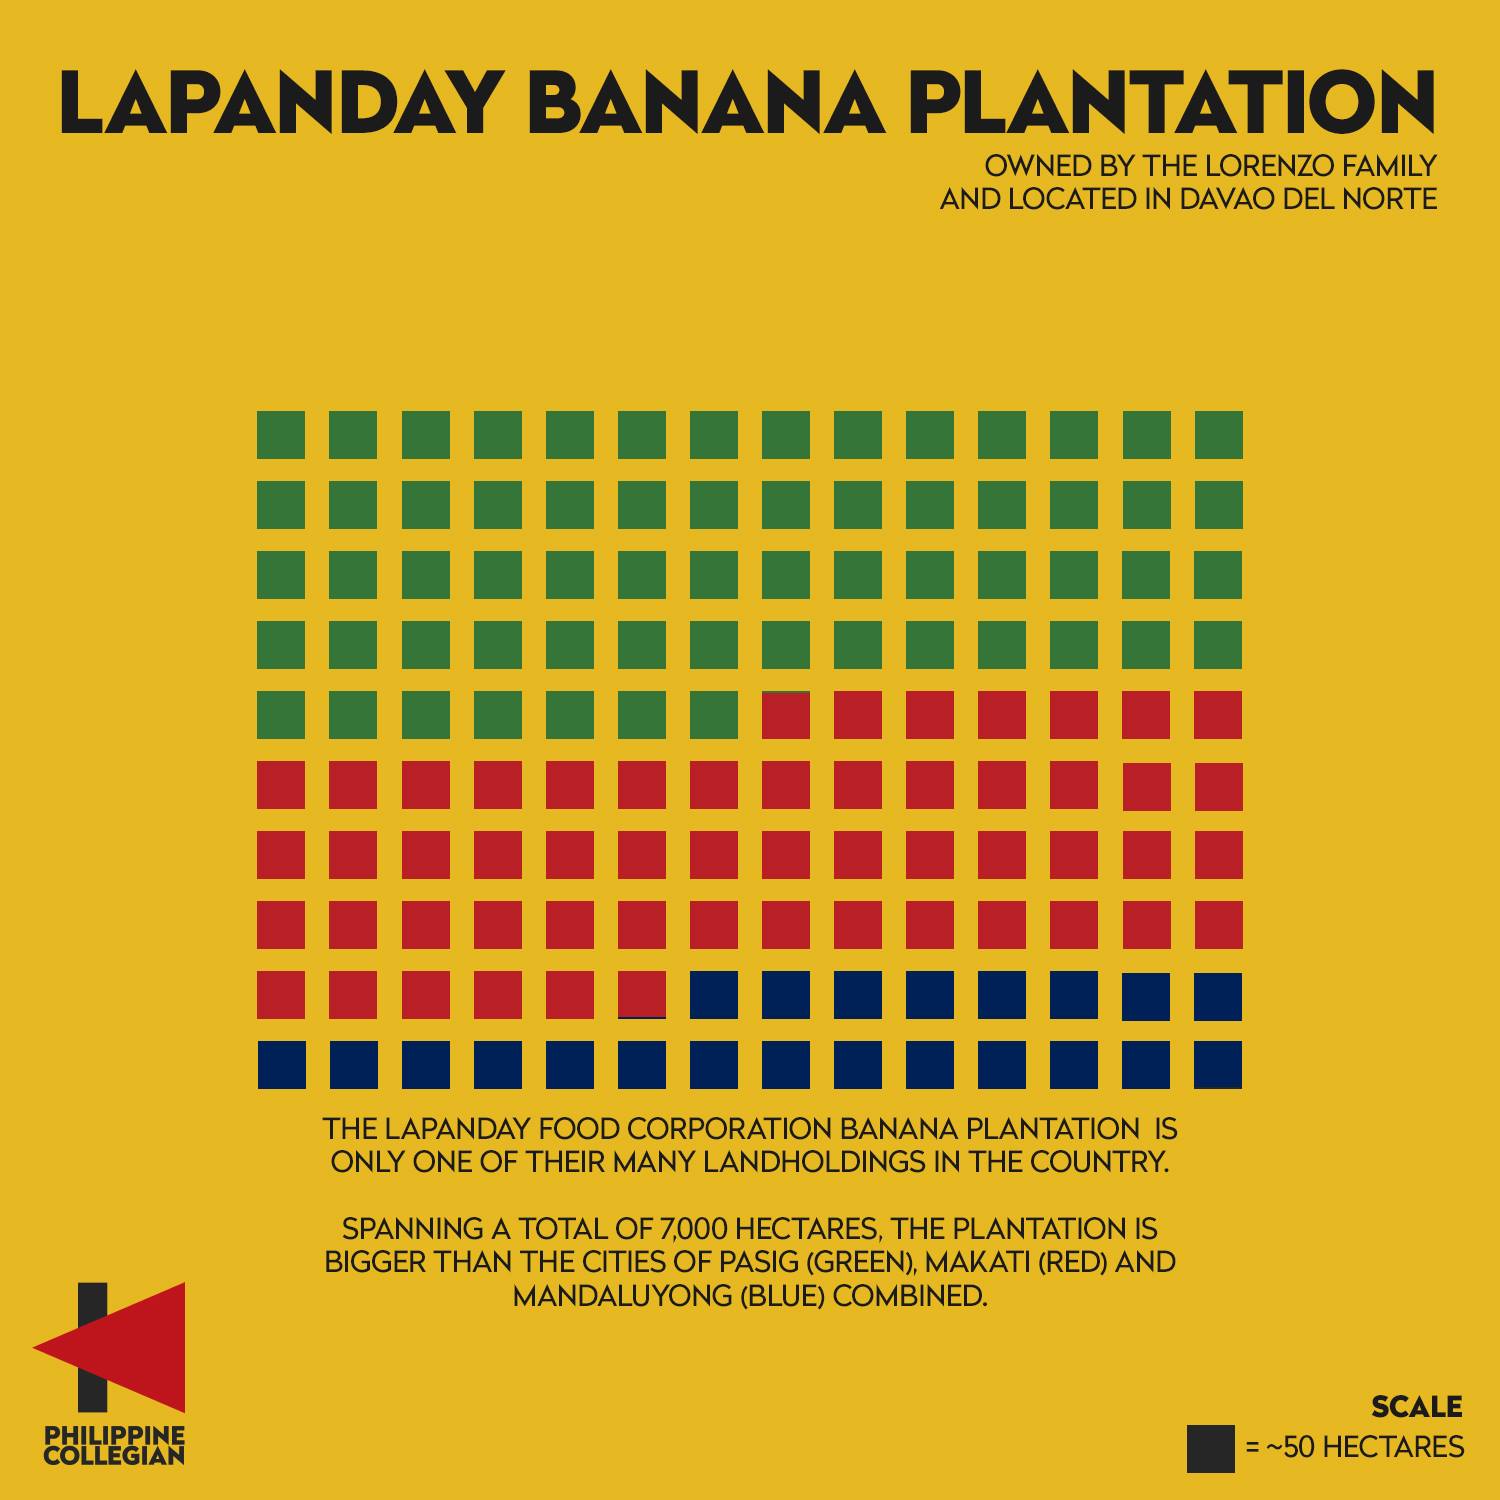 LAPANDAY BANANA PLANTATION
OWNED BY THE LORENZO FAMILY
AND LOCATED IN DAVAO DEL NORTE
THE LAPANDAY FOOD CORPORATION BANANA PLANTATION IS
ONLY ONE OF THEIR MANY LANDHOLDINGS IN THE COUNTRY.
SPANNING A TOTAL OF 7,000 HECTARES, THE PLANTATION IS
BIGGER THAN THE CITIES OF PASIG (GREEN), MAKATI (RED) AND
MANDALUYONG (BLUE) COMBINED.
PHILIPPINE
COLLEGIAN
SCALE
= ~50 HECTARES